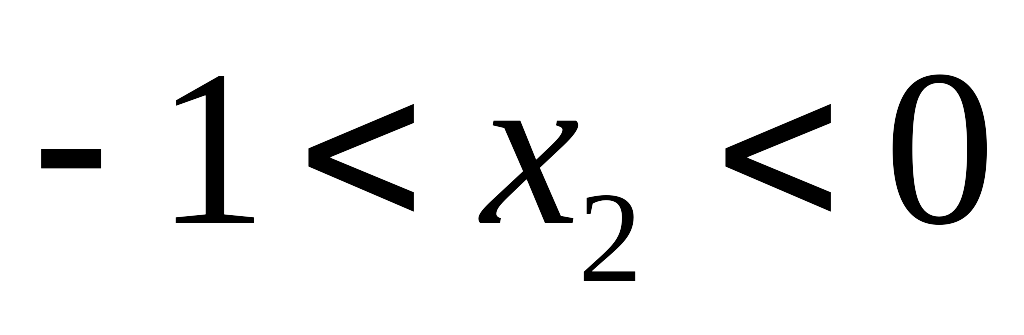 - 1 < x₂ < 0